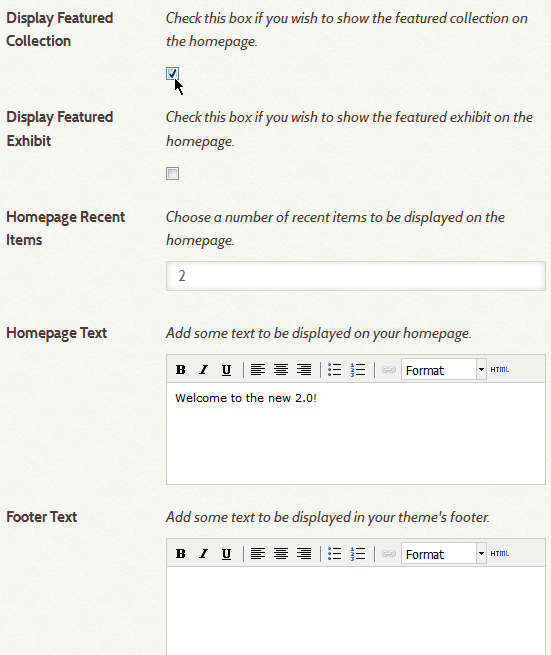 Display Featured
Collection
Check this box if you wish to show the featured collection on
the homepage.
Display Featured
Exhibit
Check this box if you wish to show the featured exhibit on the
homepage.
Homepage Recent
Items
Choose a number of recent items to be displayed on the
homepage.
2
Homepage Text
Add some text to be displayed on your homepage.
B I U Format HTML
Welcome to the new 2.0!
Footer Text
Add some text to be displayed in your theme's footer.
B I U Format HTML